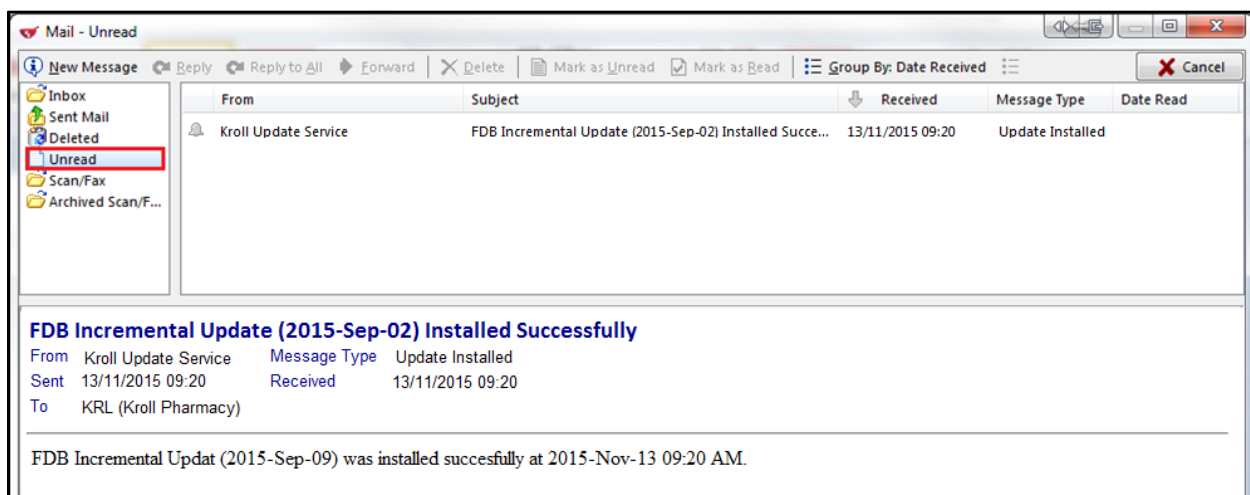 Mail - Unread
New Message Reply Reply to All Forward Delete Mark as Unread Mark as Read Group By: Date Received Cancel
Inbox
Sent Mail
Deleted
Unread
Scan/Fax
Archived Scan/F...
From Subject Received Message Type Date Read
Kroll Update Service FDB Incremental Update (2015-Sep-02) Installed Succe... 13/11/2015 09:20 Update Installed
FDB Incremental Update (2015-Sep-02) Installed Successfully
From Kroll Update Service Message Type Update Installed
Sent 13/11/2015 09:20 Received 13/11/2015 09:20
To KRL (Kroll Pharmacy)
FDB Incremental Updat (2015-Sep-09) was installed succesfully at 2015-Nov-13 09:20 AM.